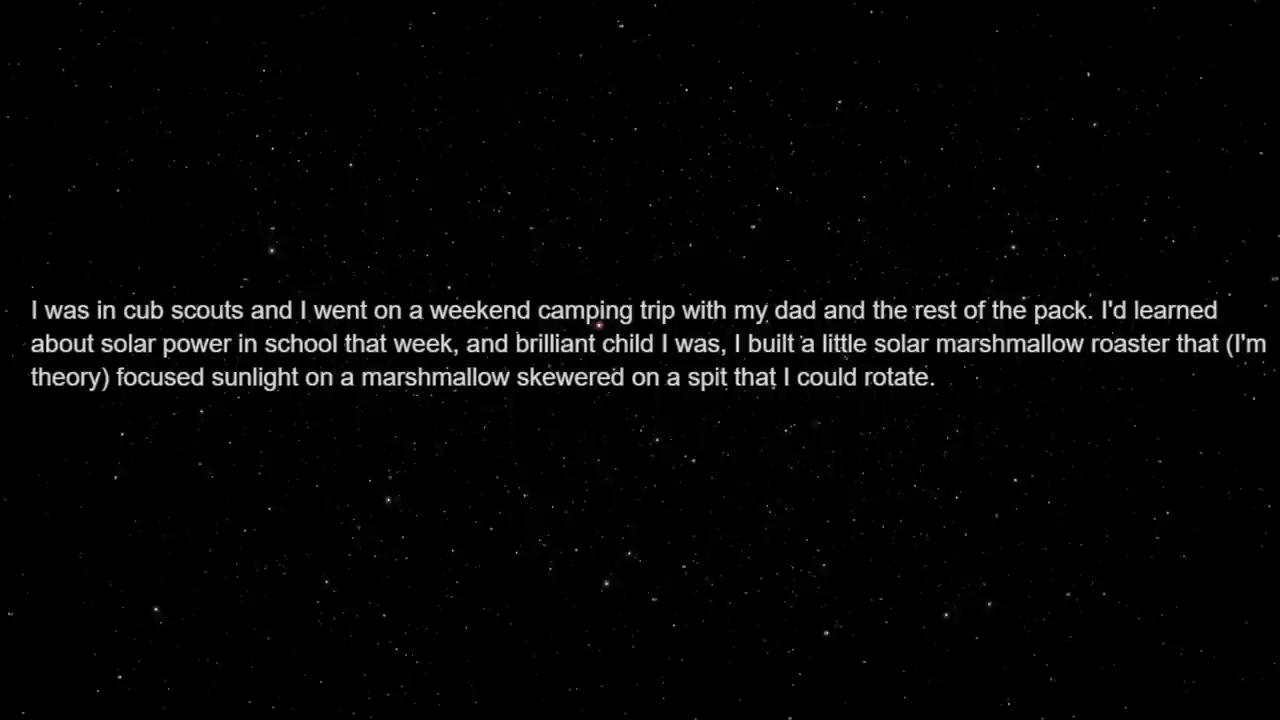 I was in cub scouts and I went on a weekend camping trip with my dad and the rest of the pack. I'd learned
about solar power in school that week, and brilliant child I was, I built a little solar marshmallow roaster that (I'm
theory) focused sunlight on a marshmallow skewered on a spit that I could rotate.